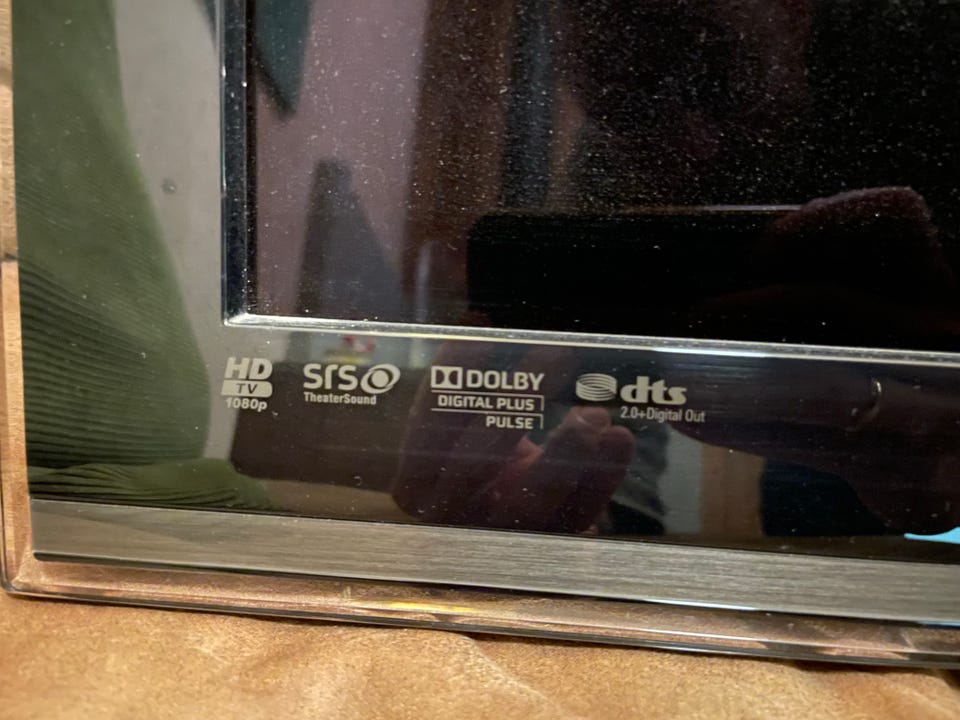 HD
TV
1080p
SRS
TheaterSound
DOLBY
DIGITAL PLUS
PULSE
dts
2.0+Digital Out